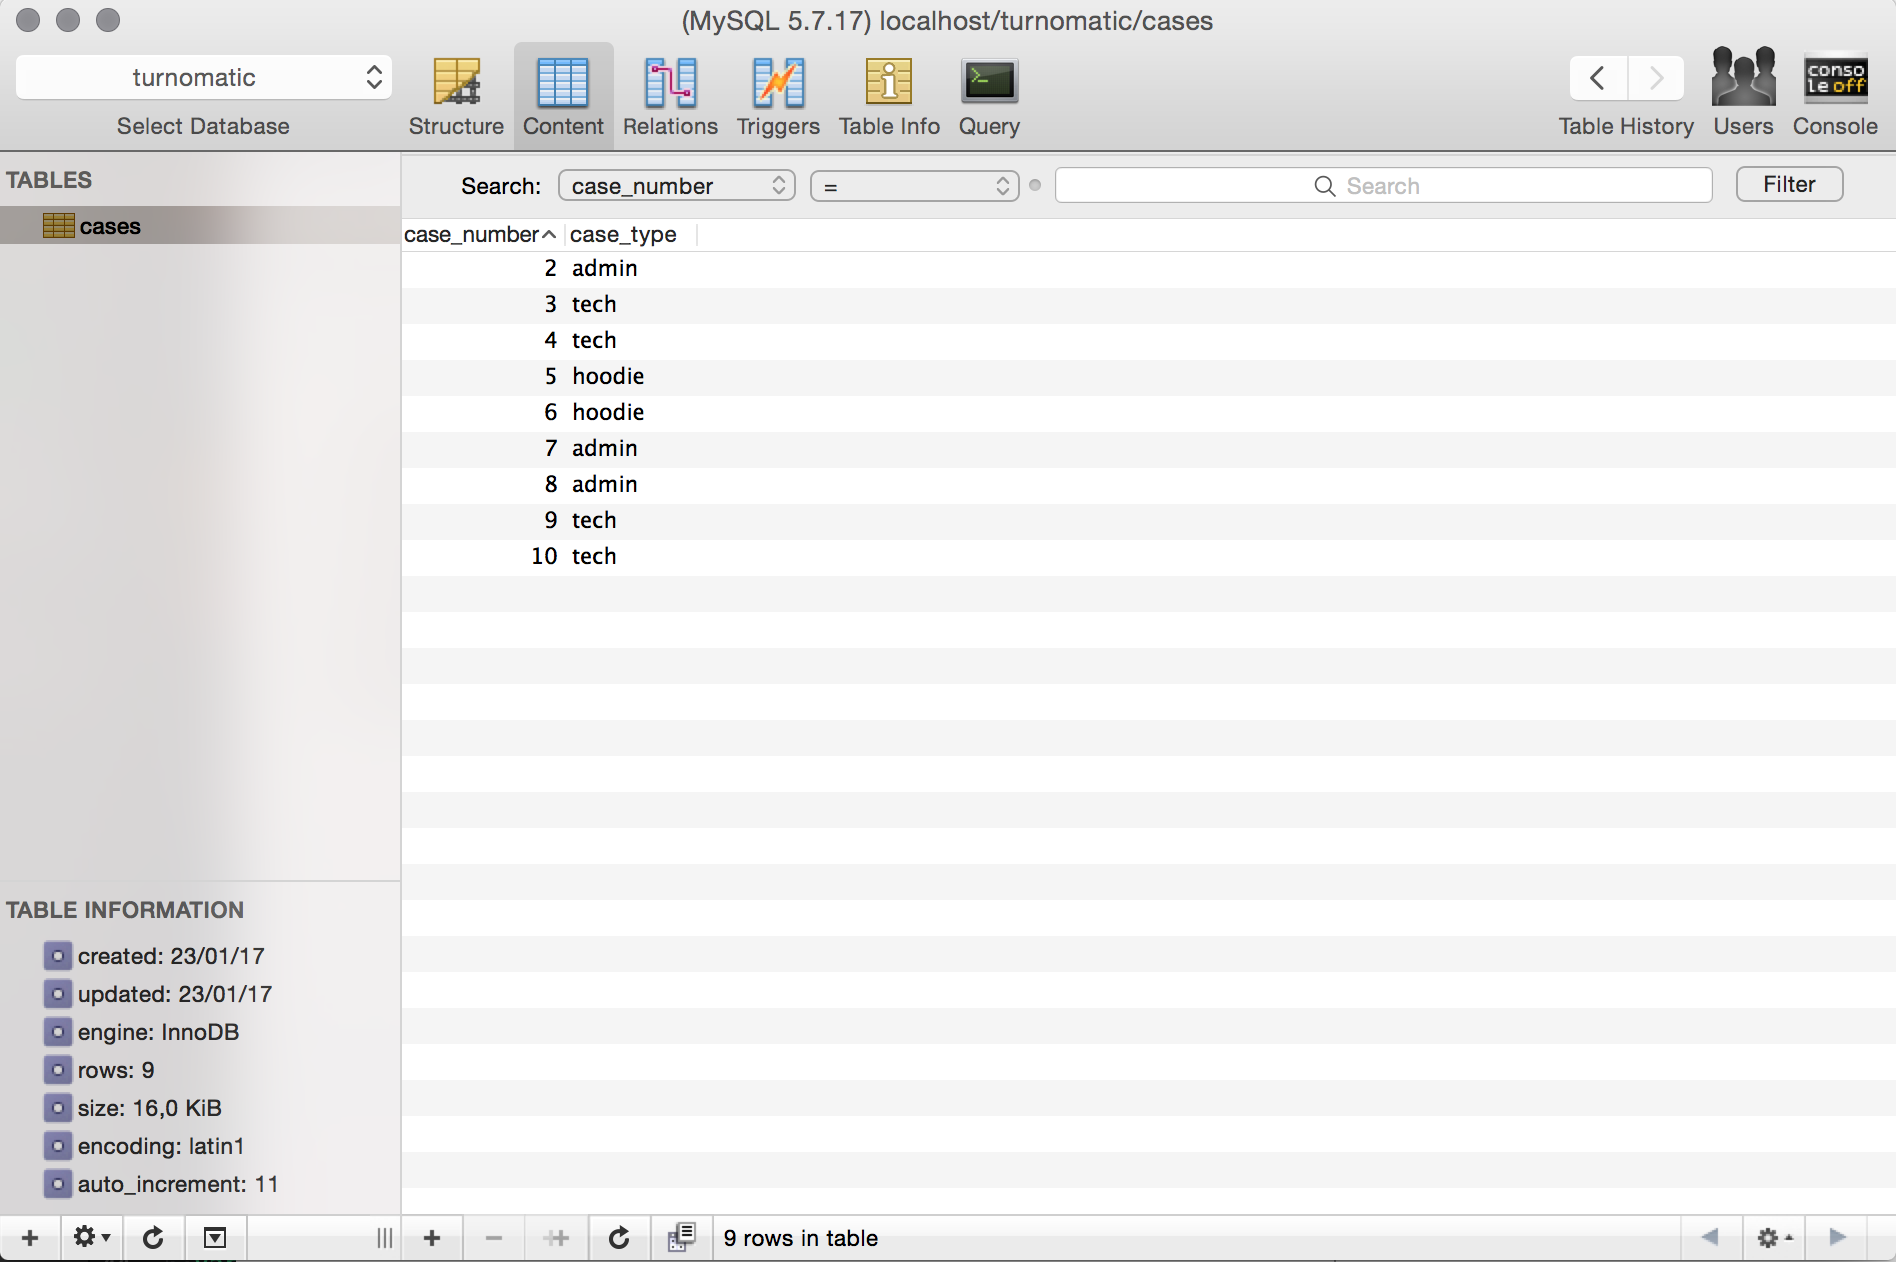 (MySQL 5.7.17) localhost/turnomatic/cases
turnomatic
Select Database
Structure
Content
Relations
Triggers
Table Info
Query
Table History
Users
conso
le off
Console
TABLES
cases
Search: case_number = Search Filter
case_number case_type
2 admin
3 tech
4 tech
5 hoodie
6 hoodie
7 admin
8 admin
9 tech
10 tech
TABLE INFORMATION
created: 23/01/17
updated: 23/01/17
engine: InnoDB
rows: 9
size: 16,0 KiB
encoding: latin1
auto_increment: 11
9 rows in table